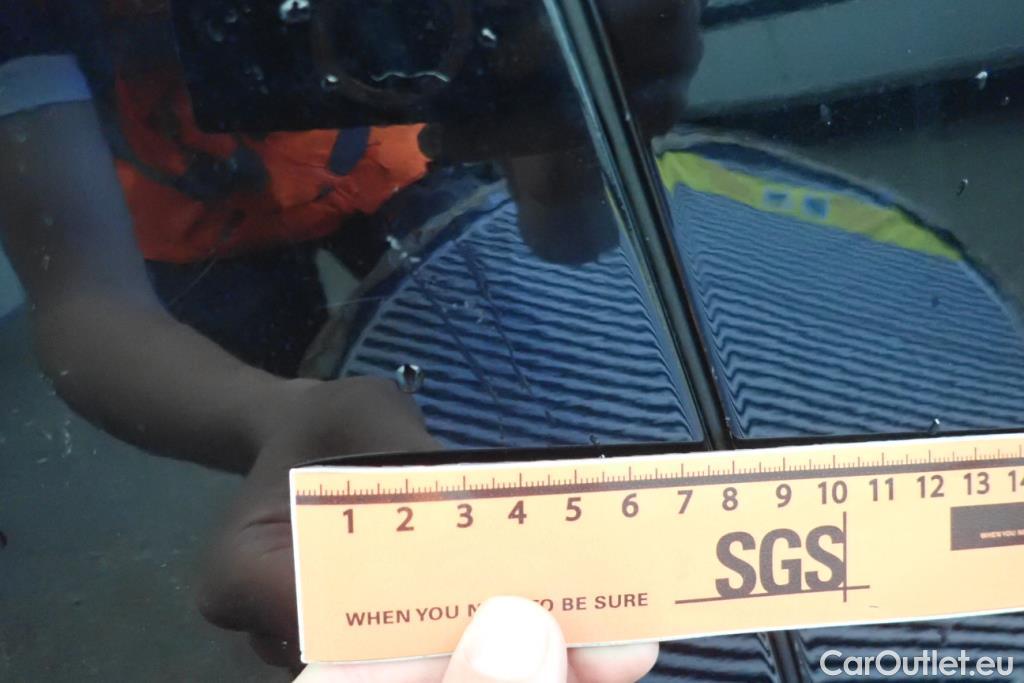 1 2 3 4 5 6 7 8 9 10 11 12 13 14
SGS
WHEN YOU TO BE SURE
CarOutlet.eu